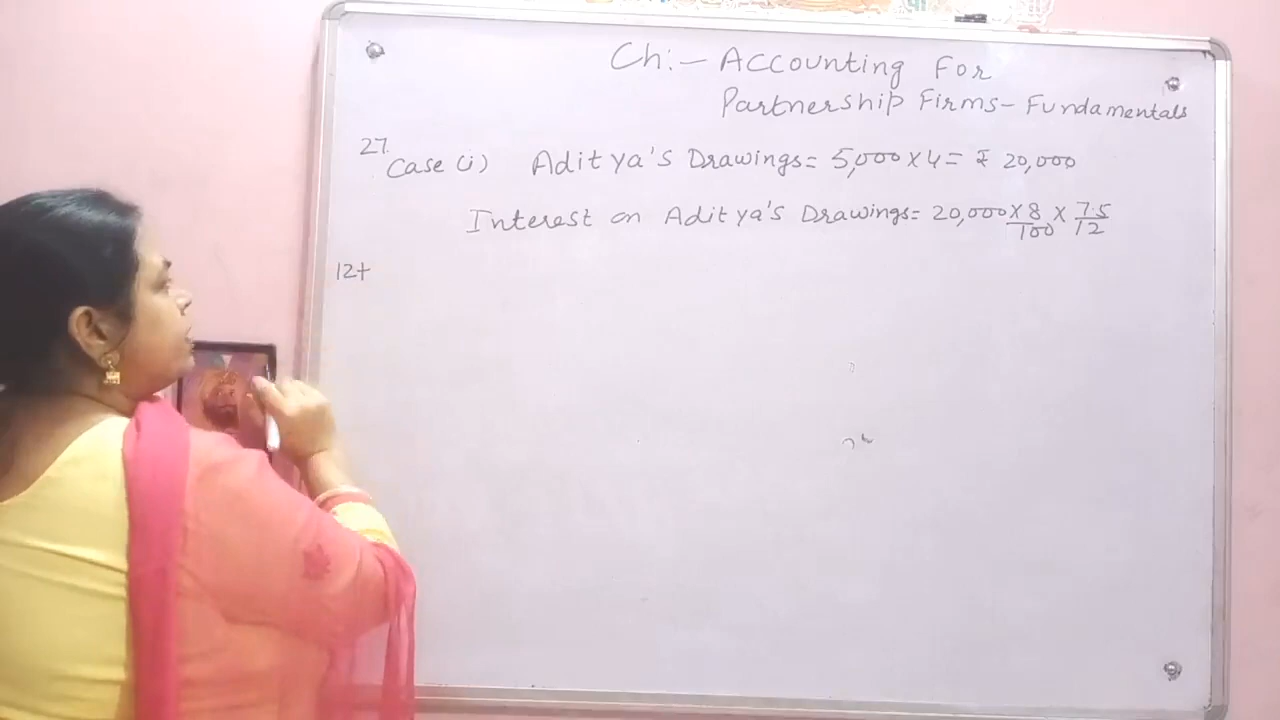 Ch:- Accounting For
Partnership Firms- Fundamentals
27.
Case (i) Aditya's Drawings= 5,000 x 4= ₹ 20,000
Interest on Aditya's Drawings= 20,000 x 8/100 x 7.5/12
12+